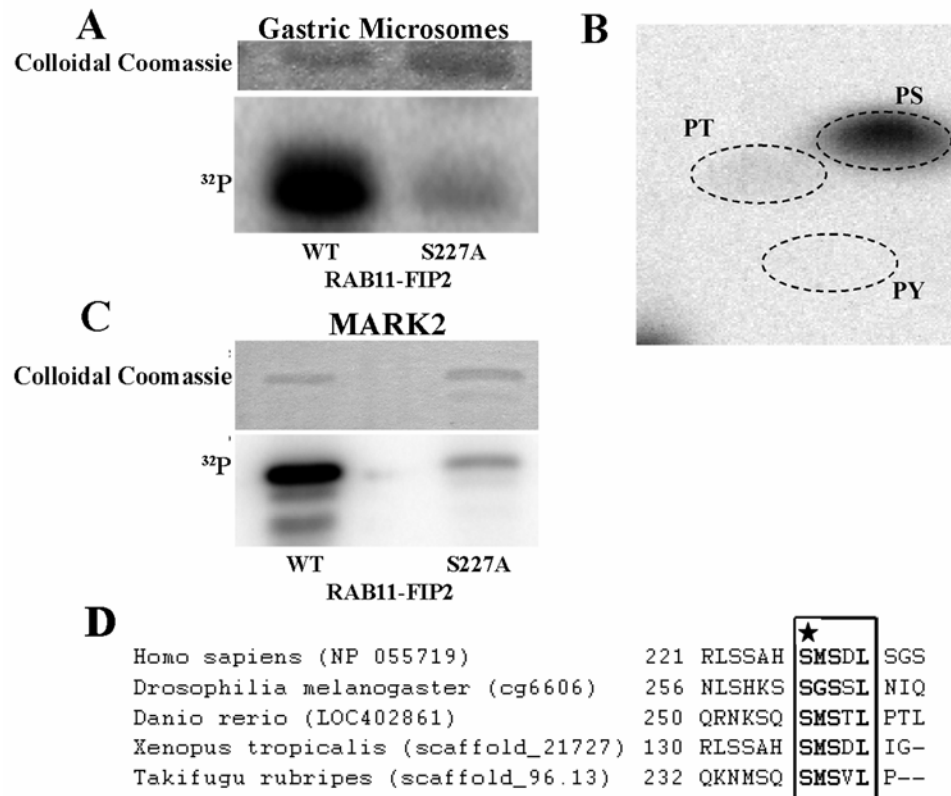 A
Gastric Microsomes
Colloidal Coomassie
³²P
WT S227A
RAB11-FIP2
B
PS
PT
PY
C
MARK2
Colloidal Coomassie
³²P
WT S227A
RAB11-FIP2
D
★
Homo sapiens (NP 055719) 221 RLSSAH SMSDL SGS
Drosophilia melanogaster (cg6606) 256 NLSHKS SGSSL NIQ
Danio rerio (LOC402861) 250 QRNKSQ SMSTL PTL
Xenopus tropicalis (scaffold_21727) 130 RLSSAH SMSDL IG-
Takifugu rubripes (scaffold_96.13) 232 QKNMSQ SMSVL P--